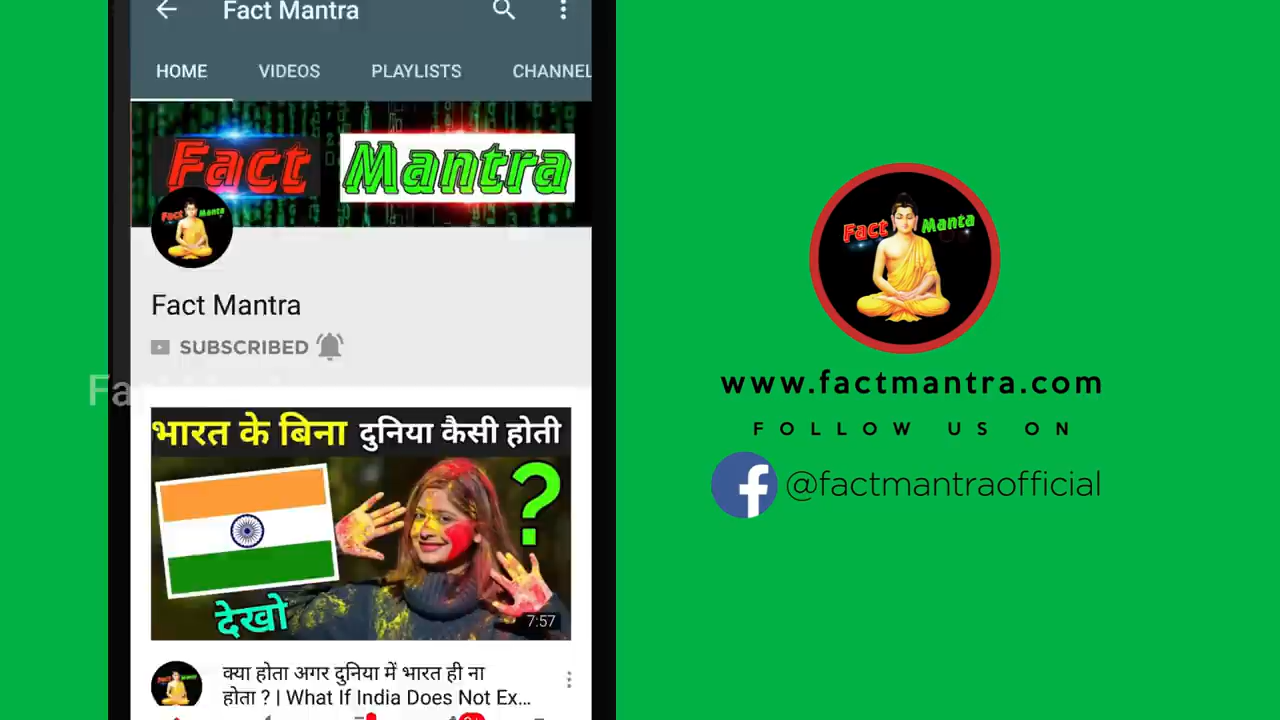 Fact Mantra
HOME VIDEOS PLAYLISTS CHANNEL
Fact Mantra
Fact Manta
Fact Mantra
SUBSCRIBED
Fa
भारत के बिना दुनिया कैसी होती
?
देखो
7:57
क्या होता अगर दुनिया में भारत ही ना
होता ? | What If India Does Not Ex...
Fact Manta
www.factmantra.com
FOLLOW US ON
f @factmantraofficial